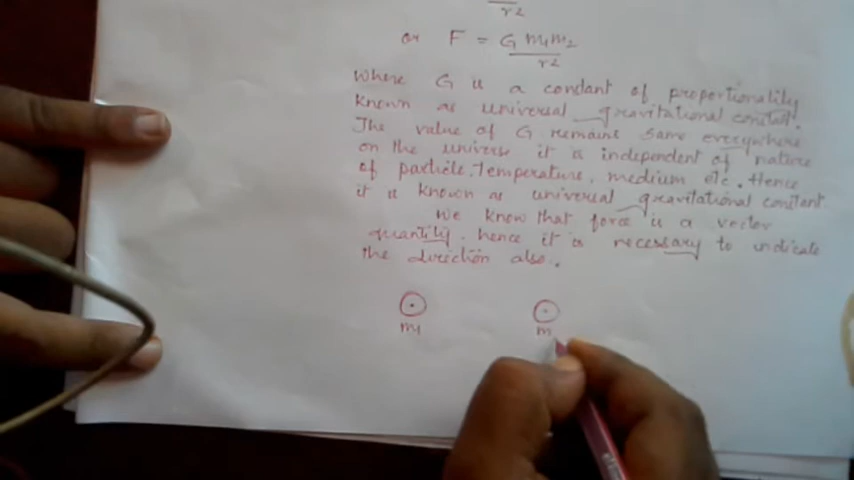 r2
or F = G m1m2
r2
Where G is a constant of proportionality
known as universal gravitational constant.
The value of G remains same everywhere
on the universe it is independent of nature
of particle, Temperature, medium etc. Hence
it is known as universal gravitational constant
We know that force is a vector
quantity. hence it is necessary to indicate
the direction also.
m1 m